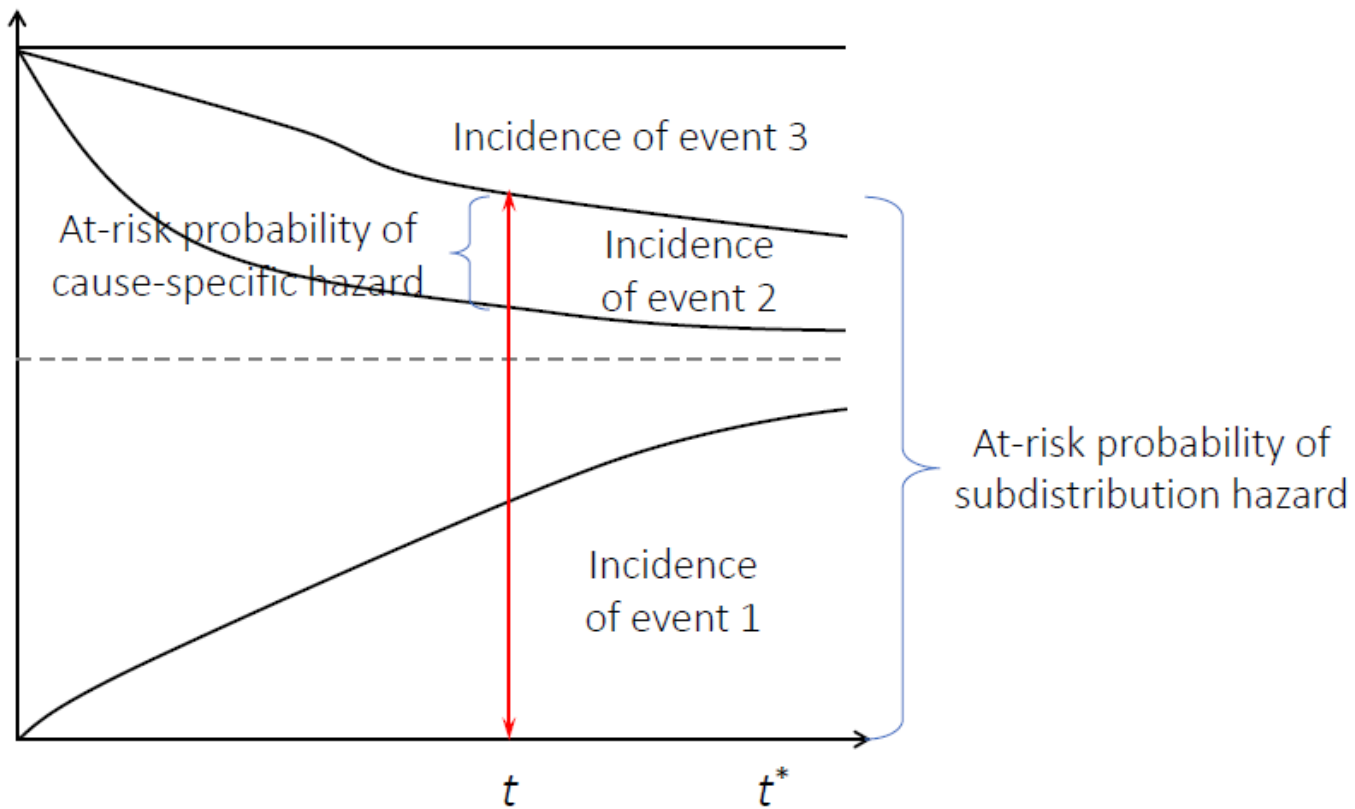 Incidence of event 3
At-risk probability of
cause-specific hazard
Incidence
of event 2
At-risk probability of
subdistribution hazard
Incidence
of event 1
t
t*